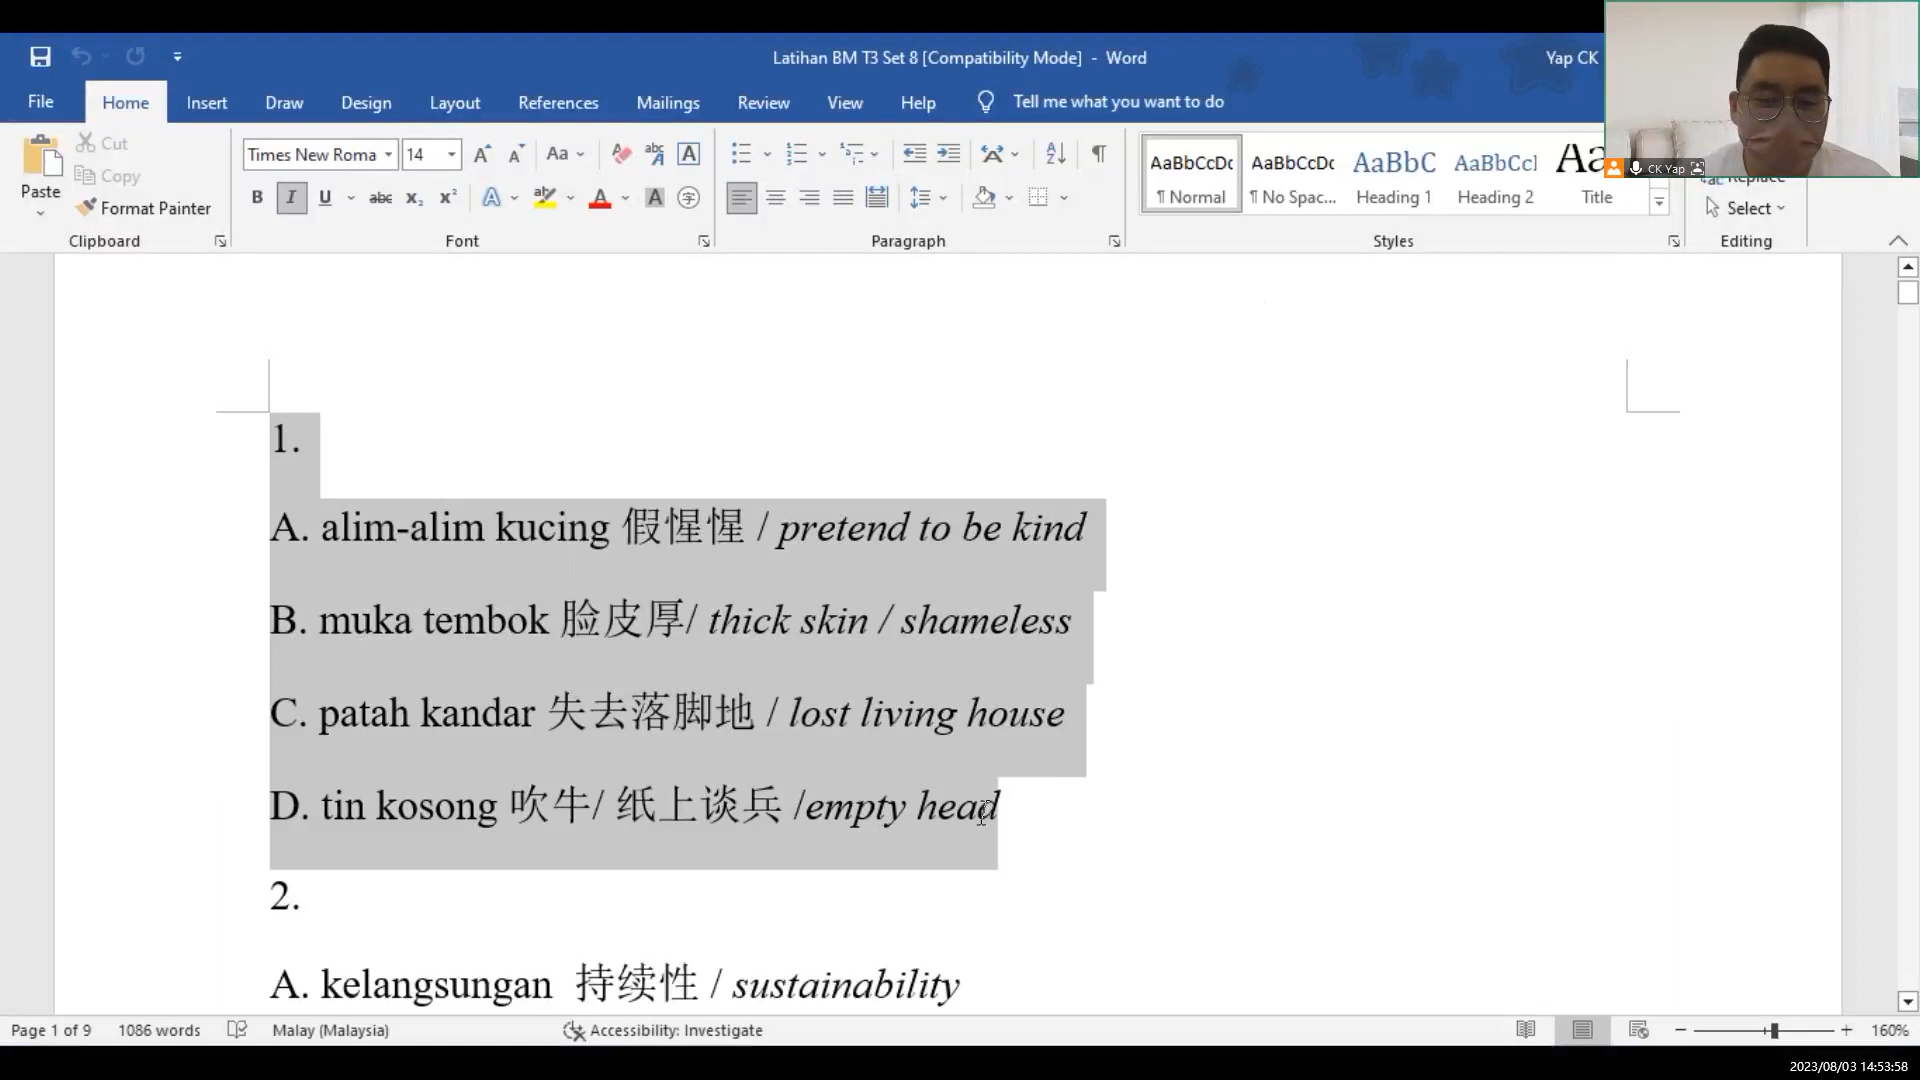 Latihan BM T3 Set 8 [Compatibility Mode] - Word
Yap CK
File Home Insert Draw Design Layout References Mailings Review View Help Tell me what you want to do
Paste
Cut
Copy
Format Painter
Clipboard
Times New Roma 14
Font
Paragraph
AaBbCcDc AaBbCcDc AaBbC AaBbCcl Aa
¶ Normal ¶ No Spac... Heading 1 Heading 2 Title
Styles
Replace
Select
Editing
CK Yap
1.
A. alim-alim kucing 假惺惺 / pretend to be kind
B. muka tembok 脸皮厚/ thick skin / shameless
C. patah kandar 失去落脚地 / lost living house
D. tin kosong 吹牛/ 纸上谈兵 /empty head
2.
A. kelangsungan 持续性 / sustainability
Page 1 of 9 1086 words Malay (Malaysia) Accessibility: Investigate 160%
2023/08/03 14:53:58